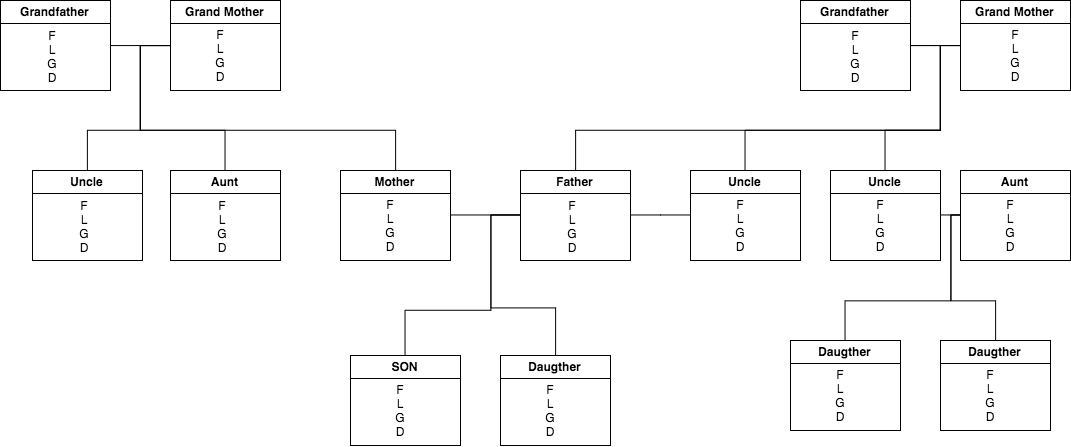 Grandfather
F
L
G
D
Grand Mother
F
L
G
D
Grandfather
F
L
G
D
Grand Mother
F
L
G
D
Uncle
F
L
G
D
Aunt
F
L
G
D
Mother
F
L
G
D
Father
F
L
G
D
Uncle
F
L
G
D
Uncle
F
L
G
D
Aunt
F
L
G
D
SON
F
L
G
D
Daugther
F
L
G
D
Daugther
F
L
G
D
Daugther
F
L
G
D